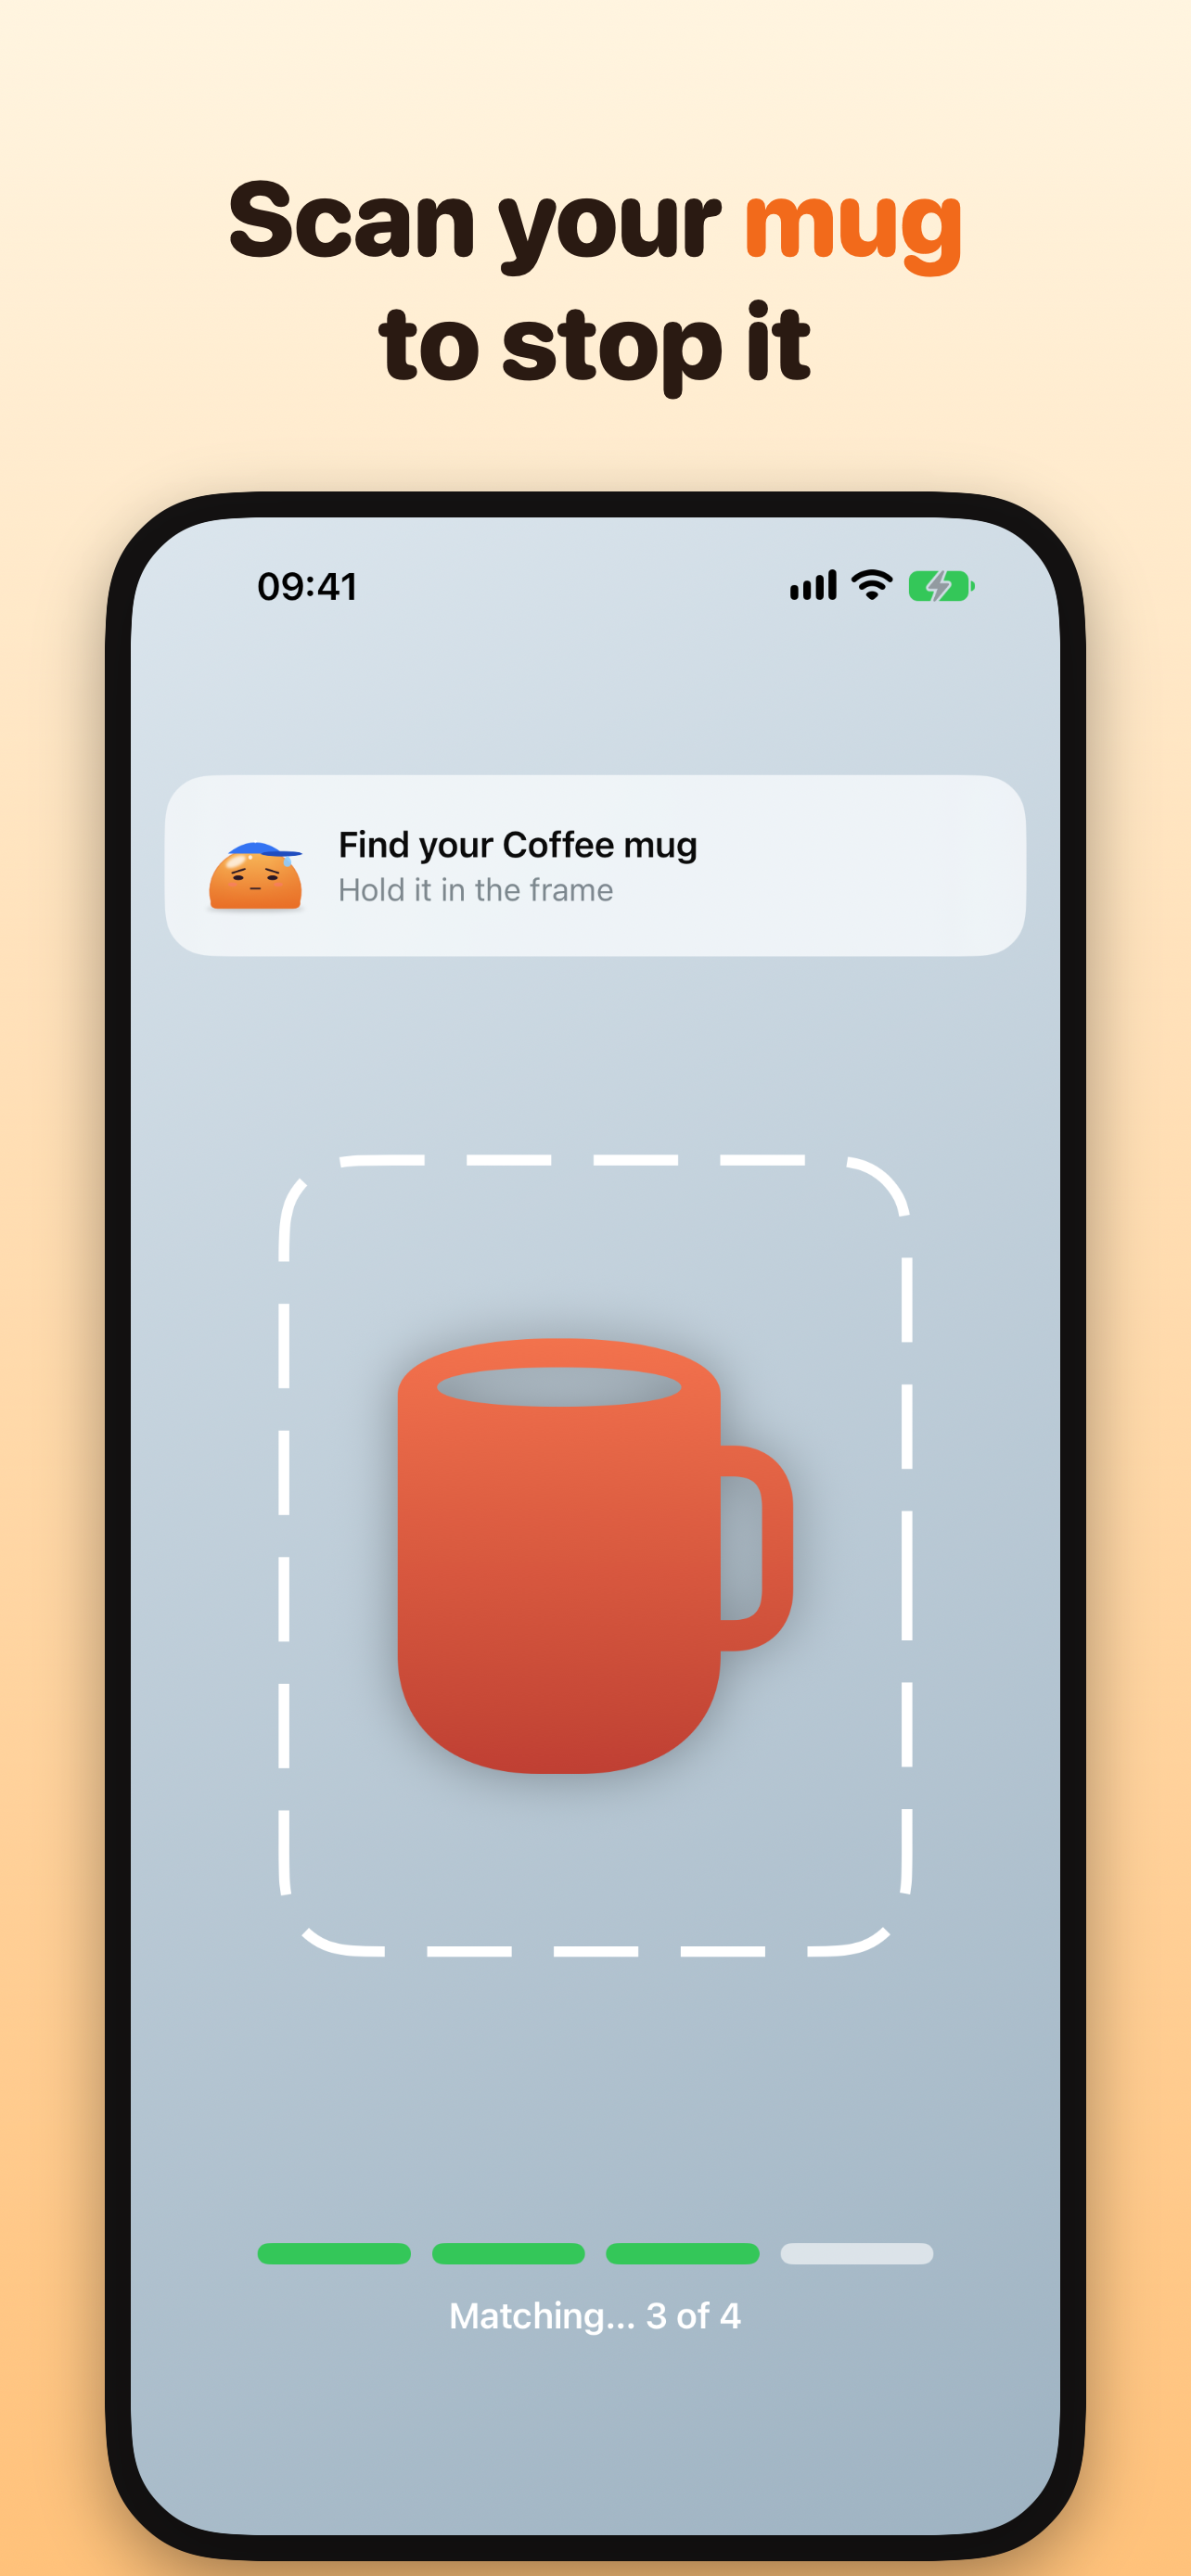 Scan your mug
to stop it
09:41
Find your Coffee mug
Hold it in the frame
Matching... 3 of 4